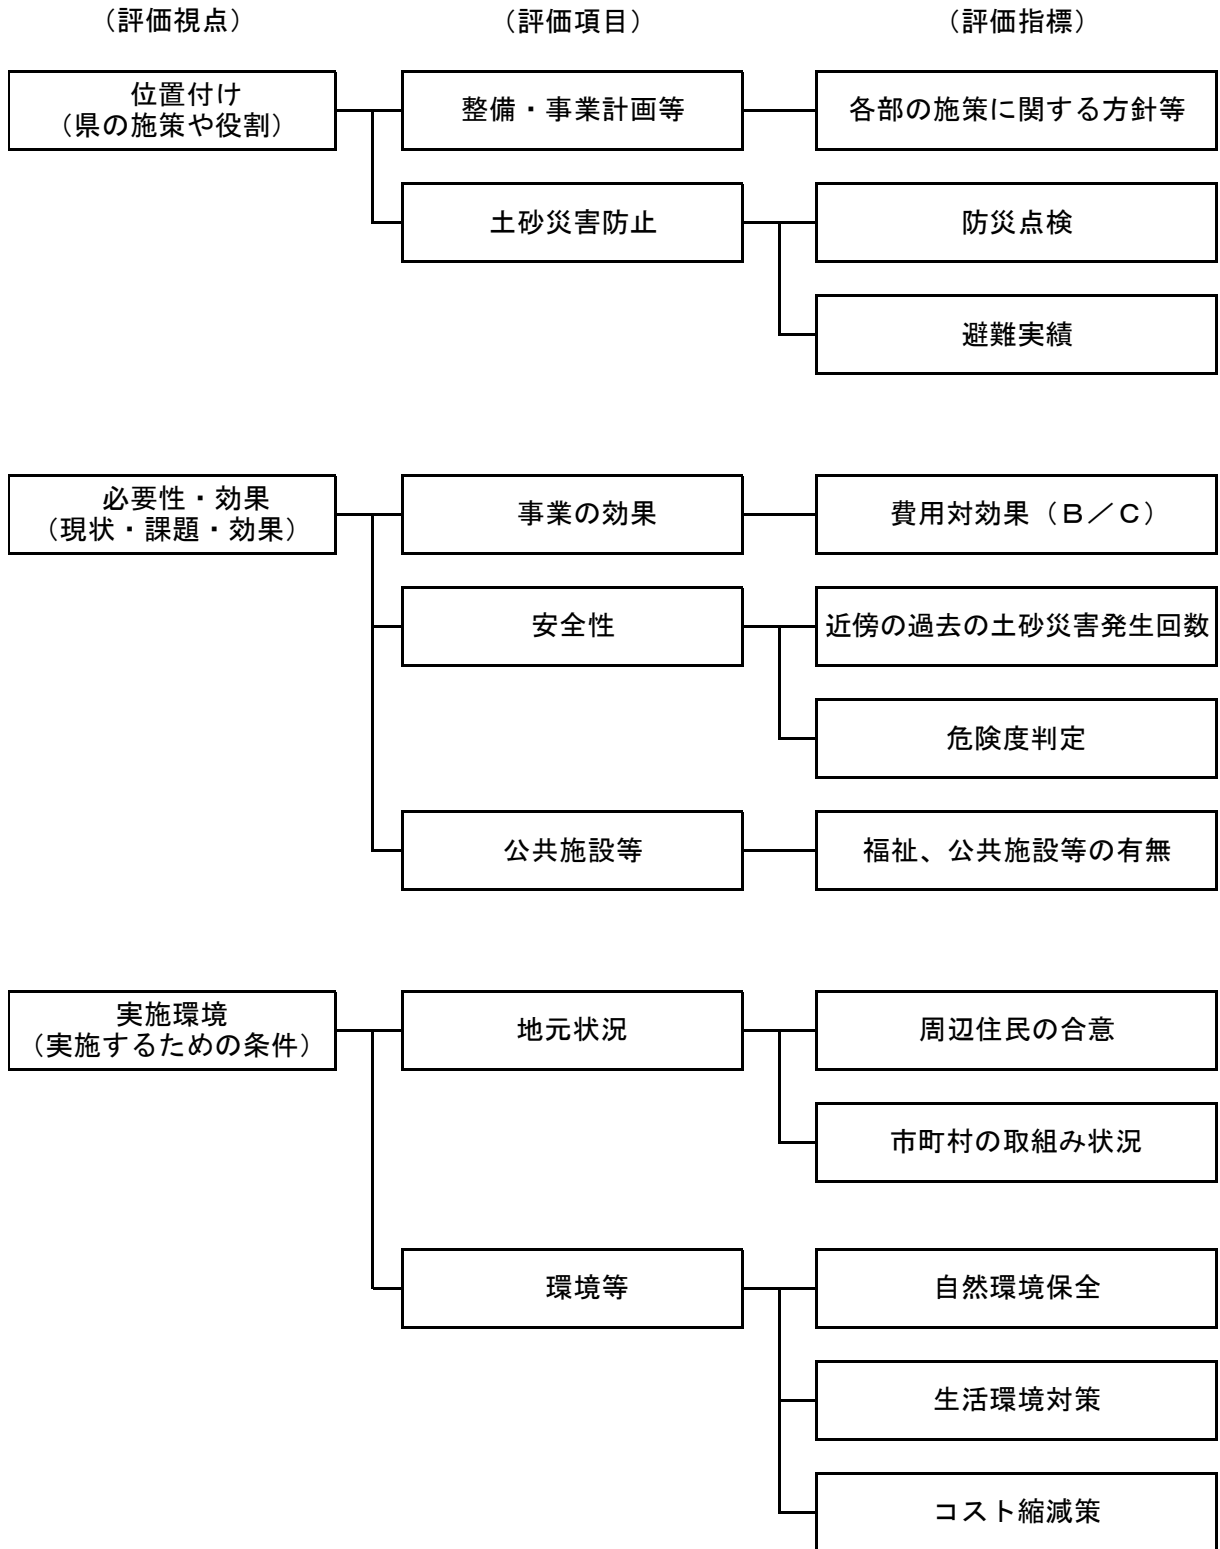 （評価視点）
（評価項目）
（評価指標）
位置付け
（県の施策や役割）
整備・事業計画等
各部の施策に関する方針等
土砂災害防止
防災点検
避難実績
必要性・効果
（現状・課題・効果）
事業の効果
費用対効果（Ｂ／Ｃ）
安全性
近傍の過去の土砂災害発生回数
危険度判定
公共施設等
福祉、公共施設等の有無
実施環境
（実施するための条件）
地元状況
周辺住民の合意
市町村の取組み状況
環境等
自然環境保全
生活環境対策
コスト縮減策